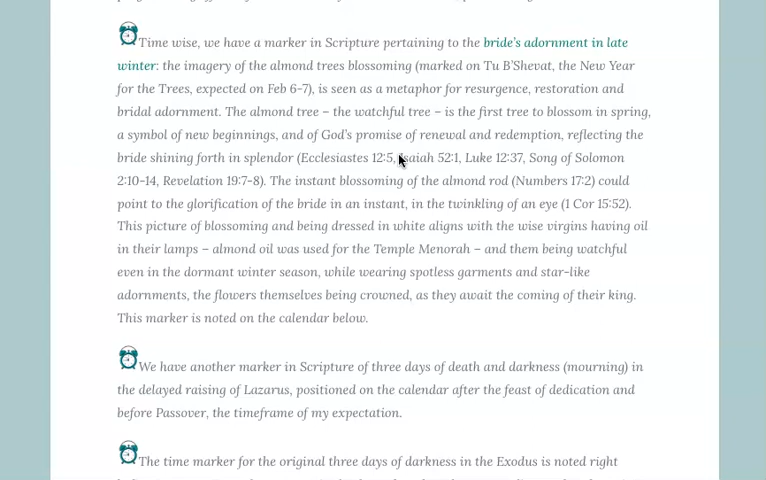 Time wise, we have a marker in Scripture pertaining to the bride's adornment in late
winter: the imagery of the almond trees blossoming (marked on Tu B'Shevat, the New Year
for the Trees, expected on Feb 6-7), is seen as a metaphor for resurgence, restoration and
bridal adornment. The almond tree – the watchful tree – is the first tree to blossom in spring,
a symbol of new beginnings, and of God's promise of renewal and redemption, reflecting the
bride shining forth in splendor (Ecclesiastes 12:5, Isaiah 52:1, Luke 12:37, Song of Solomon
2:10-14, Revelation 19:7-8). The instant blossoming of the almond rod (Numbers 17:2) could
point to the glorification of the bride in an instant, in the twinkling of an eye (1 Cor 15:52).
This picture of blossoming and being dressed in white aligns with the wise virgins having oil
in their lamps – almond oil was used for the Temple Menorah – and them being watchful
even in the dormant winter season, while wearing spotless garments and star-like
adornments, the flowers themselves being crowned, as they await the coming of their king.
This marker is noted on the calendar below.
We have another marker in Scripture of three days of death and darkness (mourning) in
the delayed raising of Lazarus, positioned on the calendar after the feast of dedication and
before Passover, the timeframe of my expectation.
The time marker for the original three days of darkness in the Exodus is noted right